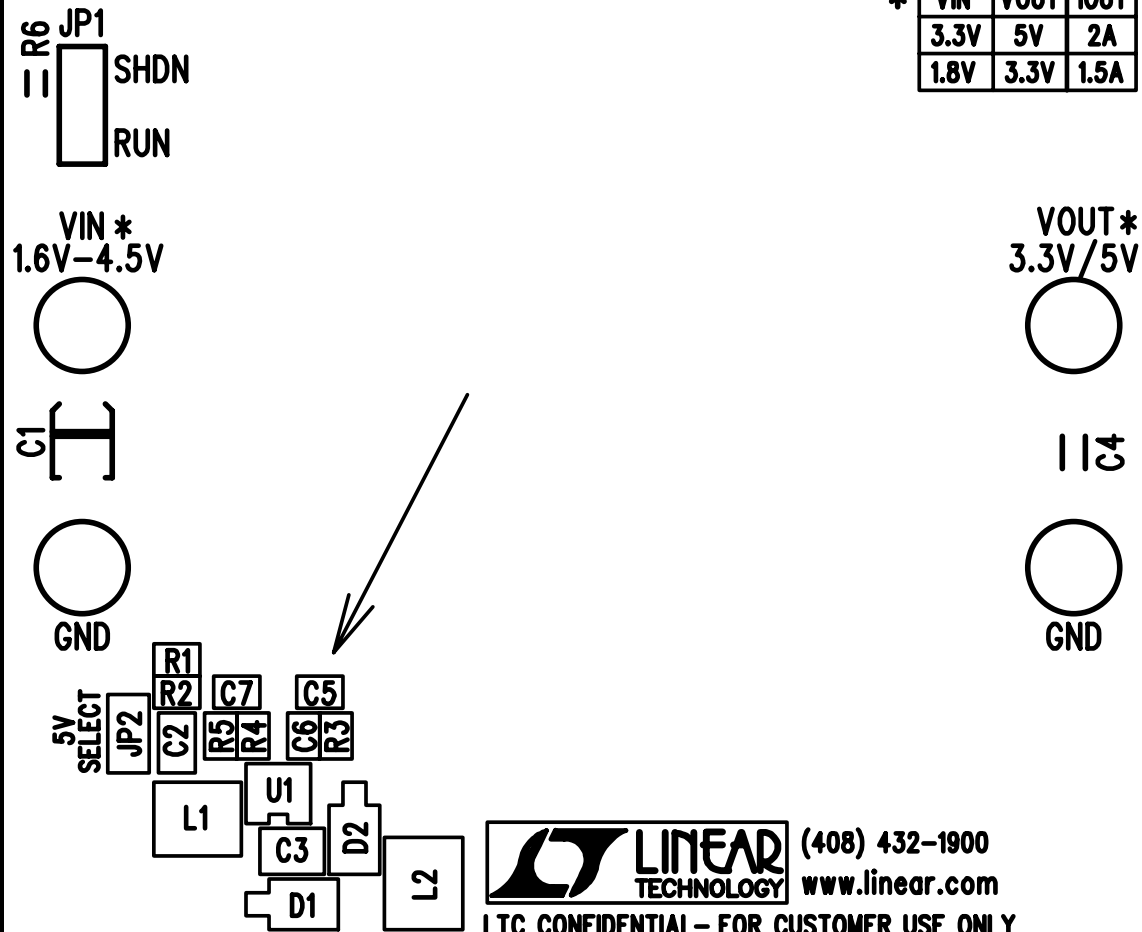 * VIN VOUT IOUT
3.3V 5V 2A
1.8V 3.3V 1.5A
R6
JP1
SHDN
RUN
VIN *
1.6V-4.5V
VOUT *
3.3V/5V
C1
C4
GND
GND
R1
R2
C7
C5
5V
SELECT
JP2
C2
R5
R4
C6
R3
U1
L1
C3
D2
L2
D1
LINEAR
TECHNOLOGY
(408) 432-1900
www.linear.com
LTC CONFIDENTIAL- FOR CUSTOMER USE ONLY